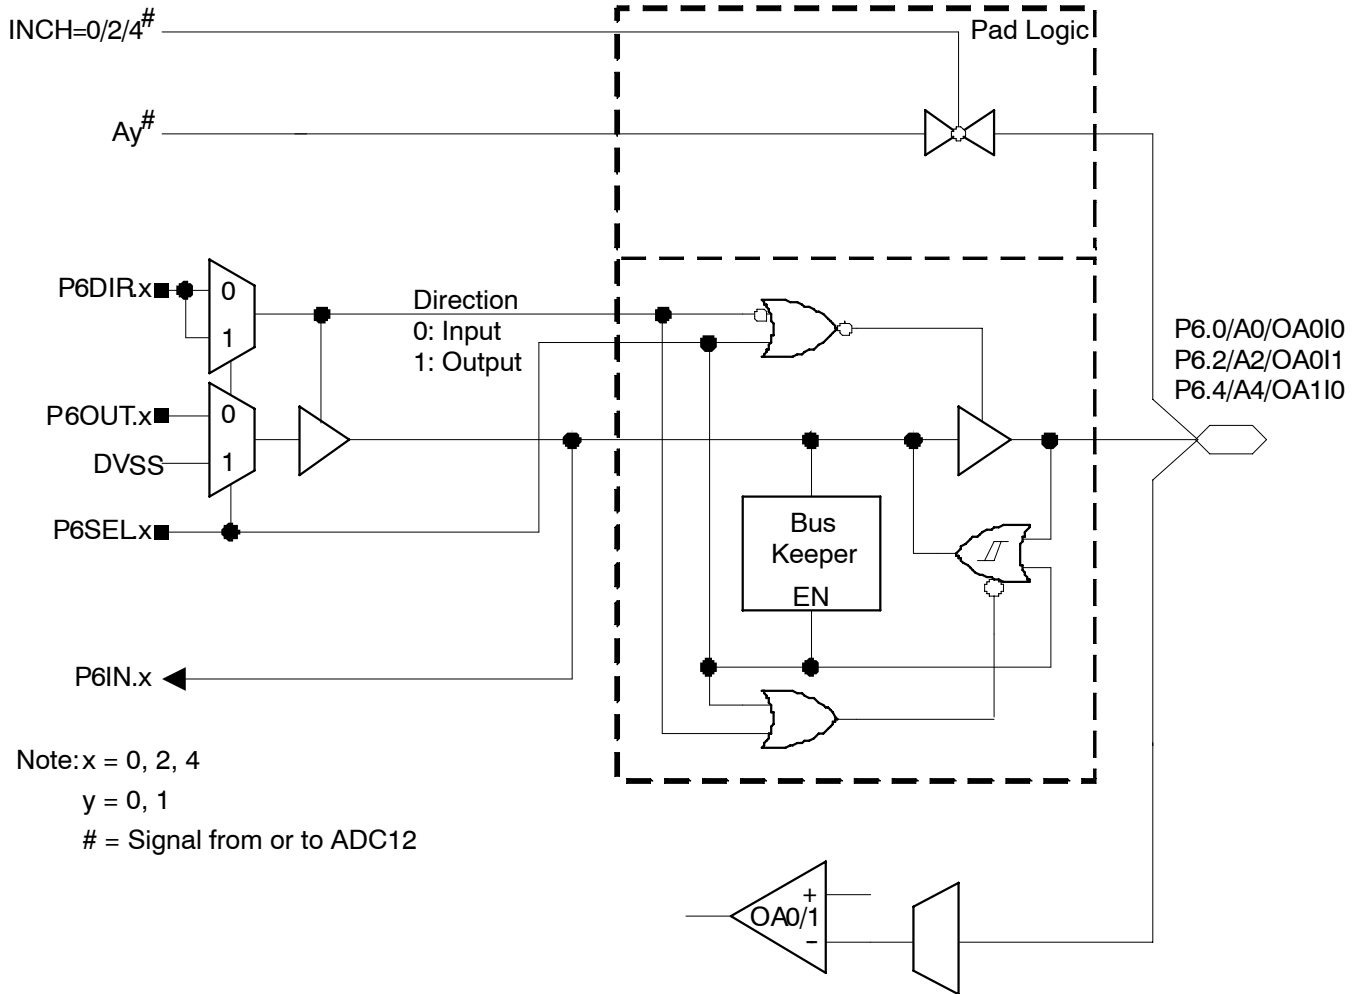 INCH=0/2/4#
Pad Logic
Ay#
P6DIR.x
0
1
Direction
0: Input
1: Output
P6.0/A0/OA0I0
P6.2/A2/OA0I1
P6.4/A4/OA1I0
P6OUT.x
0
DVSS
1
P6SEL.x
Bus
Keeper
EN
P6IN.x
Note: x = 0, 2, 4
y = 0, 1
# = Signal from or to ADC12
+
OA0/1
−